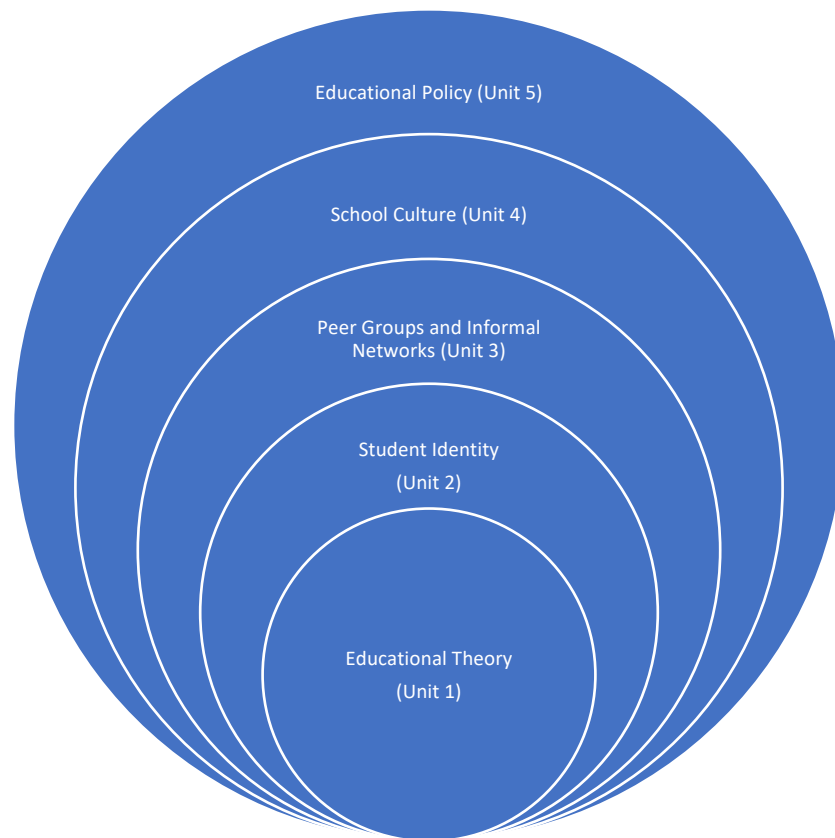 Educational Policy (Unit 5)
School Culture (Unit 4)
Peer Groups and Informal
Networks (Unit 3)
Student Identity
(Unit 2)
Educational Theory
(Unit 1)